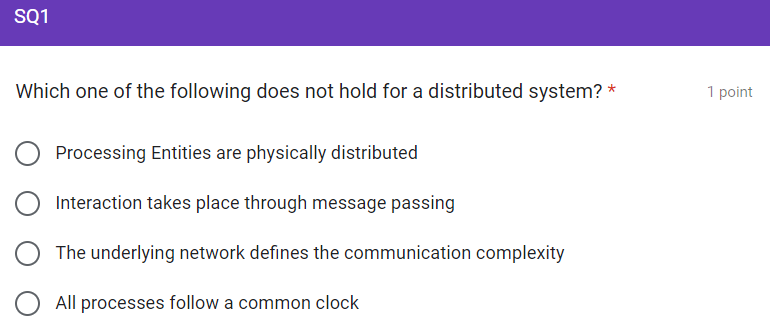 SQ1
Which one of the following does not hold for a distributed system? *
1 point
Processing Entities are physically distributed
Interaction takes place through message passing
The underlying network defines the communication complexity
All processes follow a common clock